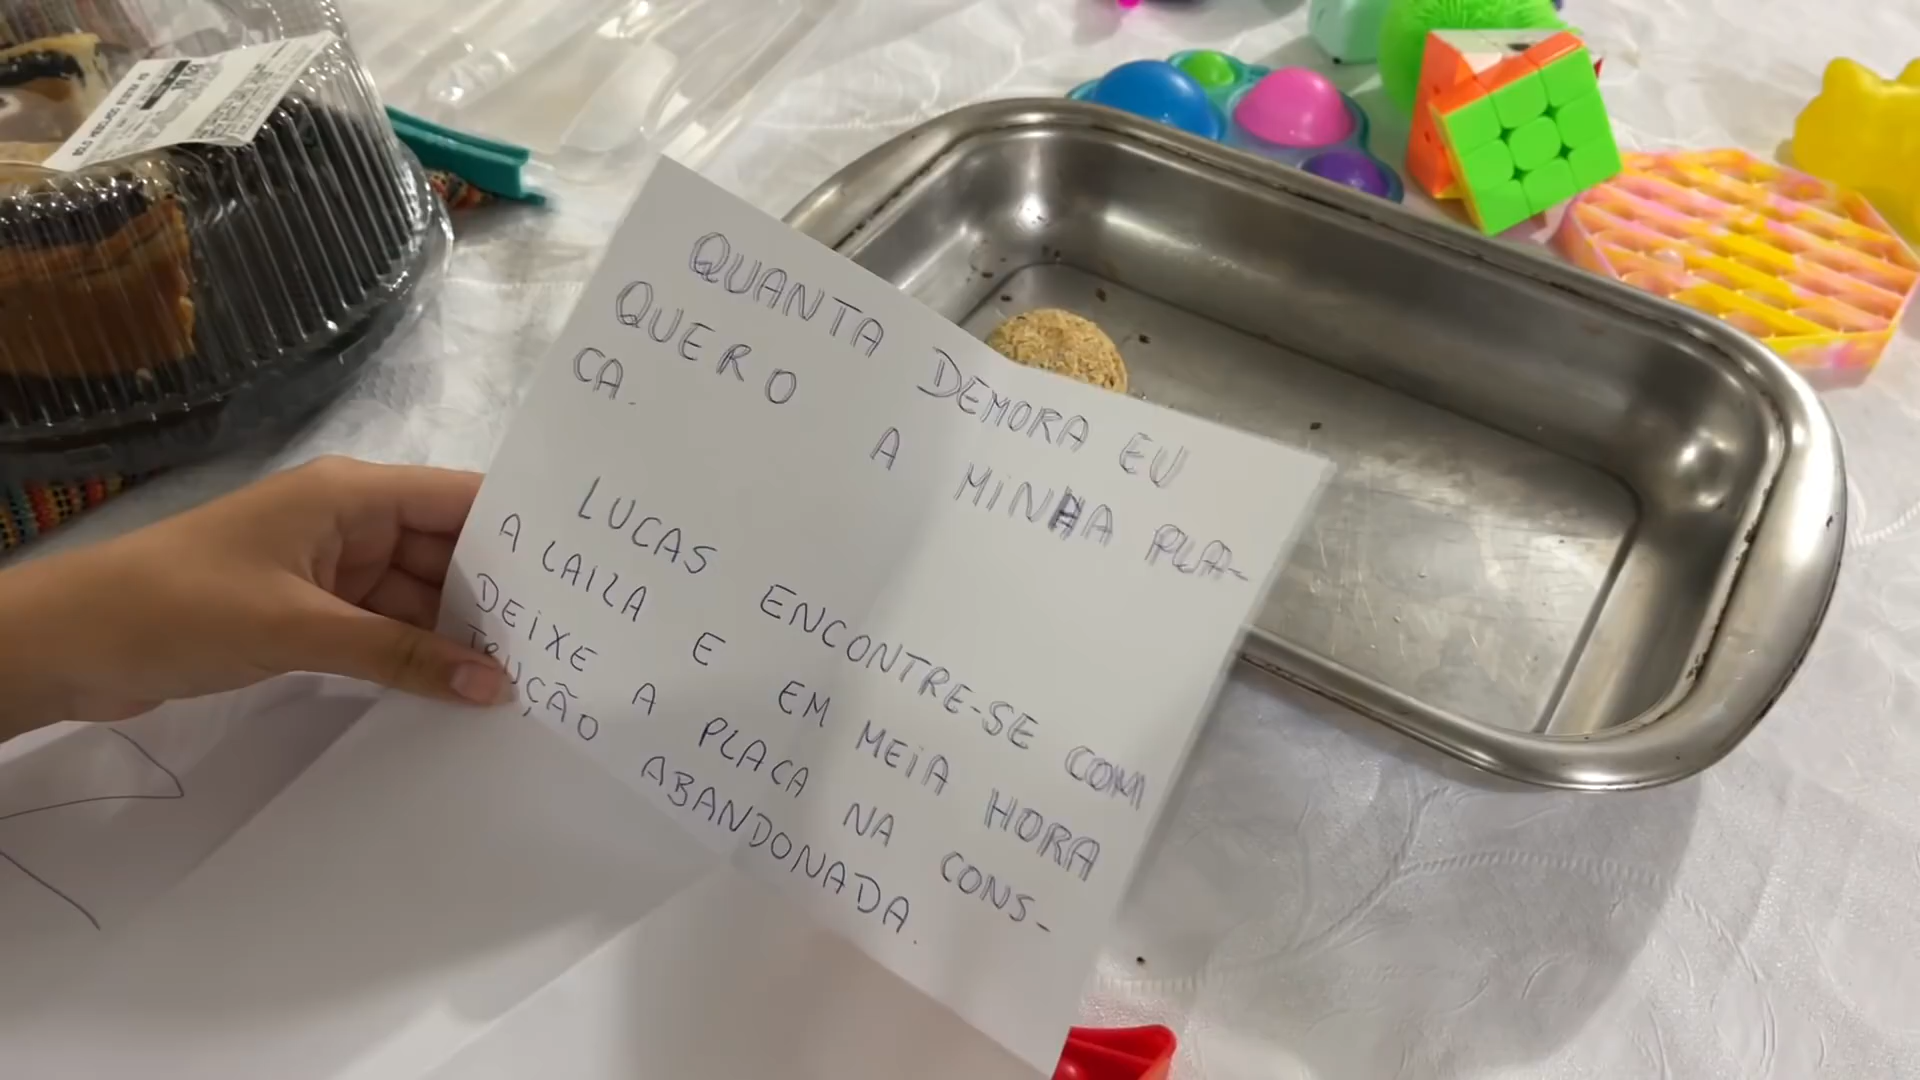 QUANTA DEMORA EU
QUERO A MINHA PLA-
CA.
LUCAS ENCONTRE-SE COM
A LAIZA E EM MEIA HORA
DEIXE A PLACA NA CONS-
TRUÇÃO ABANDONADA.